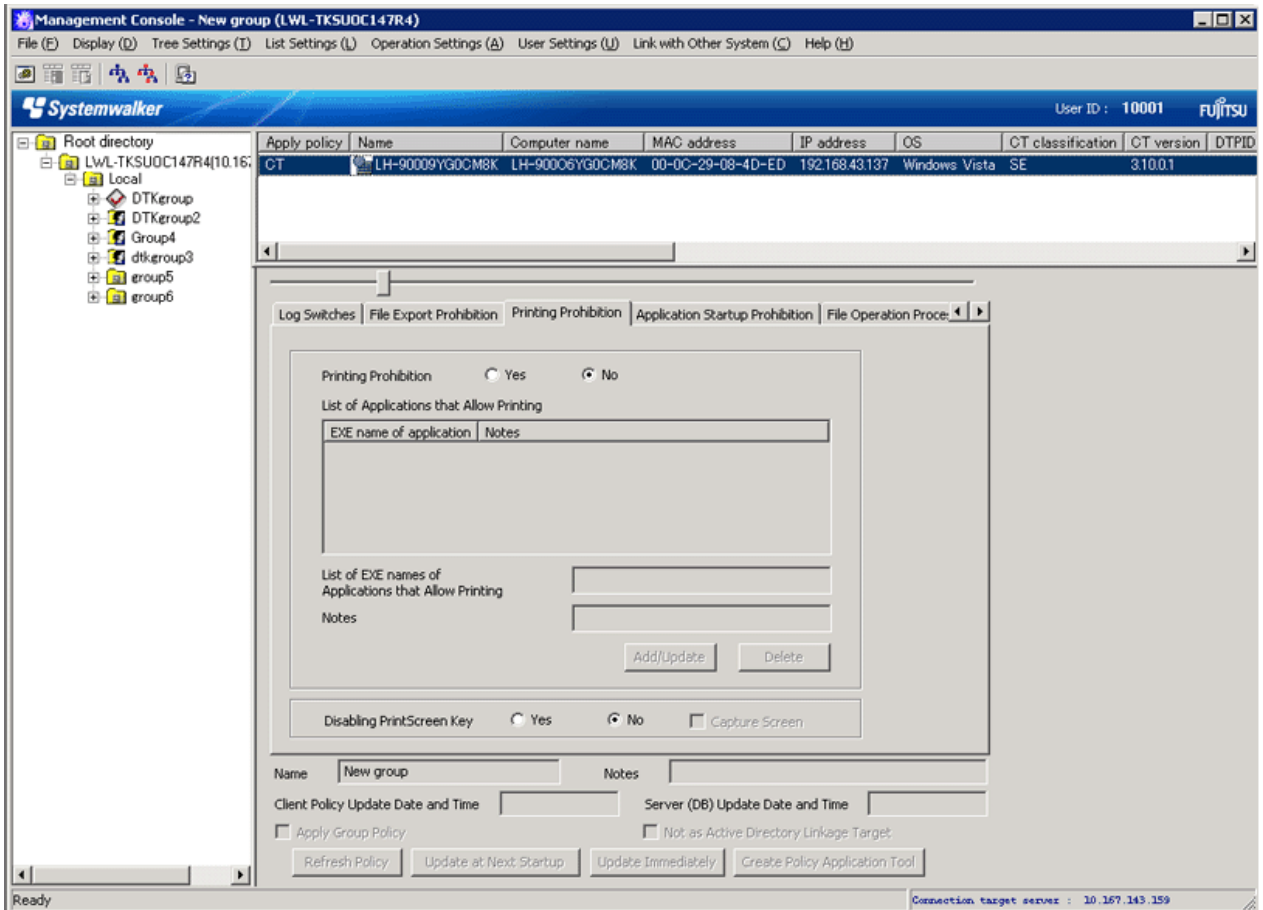 Management Console - New group (LWL-TKSUOC147R4)
File (F) Display (D) Tree Settings (T) List Settings (L) Operation Settings (A) User Settings (U) Link with Other System (C) Help (H)
Systemwalker User ID : 10001 FUJITSU
Root directory
LWL-TKSUOC147R4[10.167
Local
DTKgroup
DTKgroup2
Group4
dtkgroup3
group5
group6
Apply policy Name Computer name MAC address IP address OS CT classification CT version DTPID
CT LH-90009YG0CM8K LH-90006YG0CM8K 00-0C-29-08-4D-ED 192.168.43.137 Windows Vista SE 3.10.0.1
Log Switches File Export Prohibition Printing Prohibition Application Startup Prohibition File Operation Proce
Printing Prohibition Yes No
List of Applications that Allow Printing
EXE name of application Notes
List of EXE names of
Applications that Allow Printing
Notes
Add/Update Delete
Disabling PrintScreen Key Yes No Capture Screen
Name New group Notes
Client Policy Update Date and Time Server (DB) Update Date and Time
Apply Group Policy Not as Active Directory Linkage Target
Refresh Policy Update at Next Startup Update Immediately Create Policy Application Tool
Ready Connection target server : 10.167.143.159